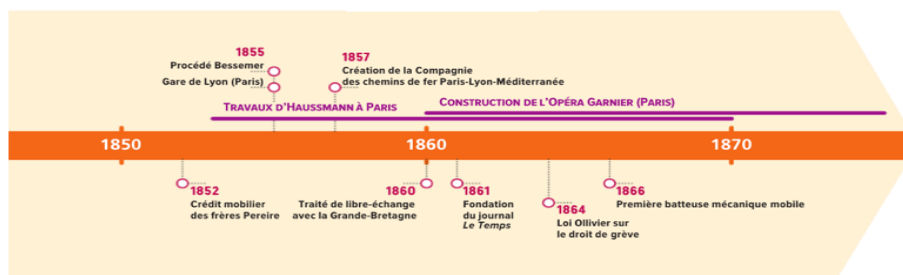 1855
Procédé Bessemer
Gare de Lyon (Paris)
1857
Création de la Compagnie
des chemins de fer Paris-Lyon-Méditerranée
TRAVAUX D'HAUSSMANN À PARIS
CONSTRUCTION DE L'OPÉRA GARNIER (PARIS)
1850
1860
1870
1852
Crédit mobilier
des frères Pereire
1860
Traité de libre-échange
avec la Grande-Bretagne
1861
Fondation
du journal
Le Temps
1864
Loi Ollivier sur
le droit de grève
1866
Première batteuse mécanique mobile